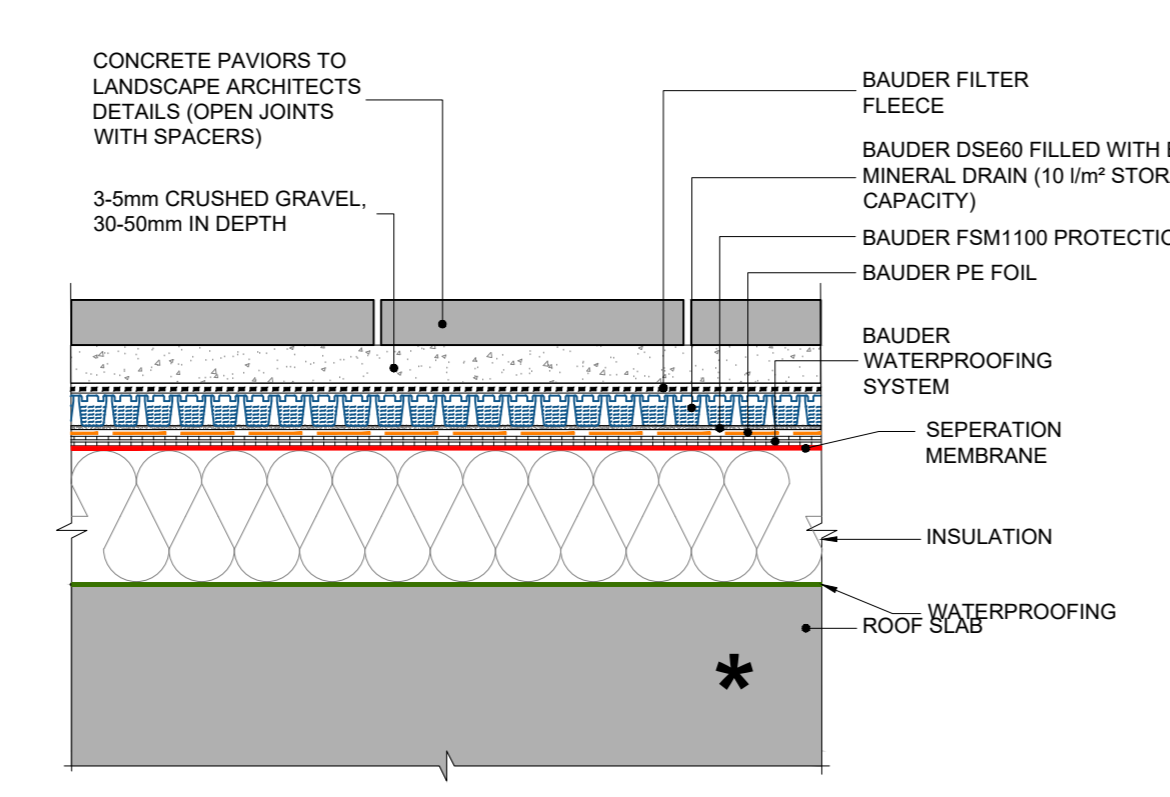 CONCRETE PAVIORS TO
LANDSCAPE ARCHITECTS
DETAILS (OPEN JOINTS
WITH SPACERS)
3-5mm CRUSHED GRAVEL,
30-50mm IN DEPTH
BAUDER FILTER
FLEECE
BAUDER DSE60 FILLED WITH
MINERAL DRAIN (10 l/m² STOR
CAPACITY)
BAUDER FSM1100 PROTECTIO
BAUDER PE FOIL
BAUDER
WATERPROOFING
SYSTEM
SEPERATION
MEMBRANE
INSULATION
WATERPROOFING
ROOF SLAB
*